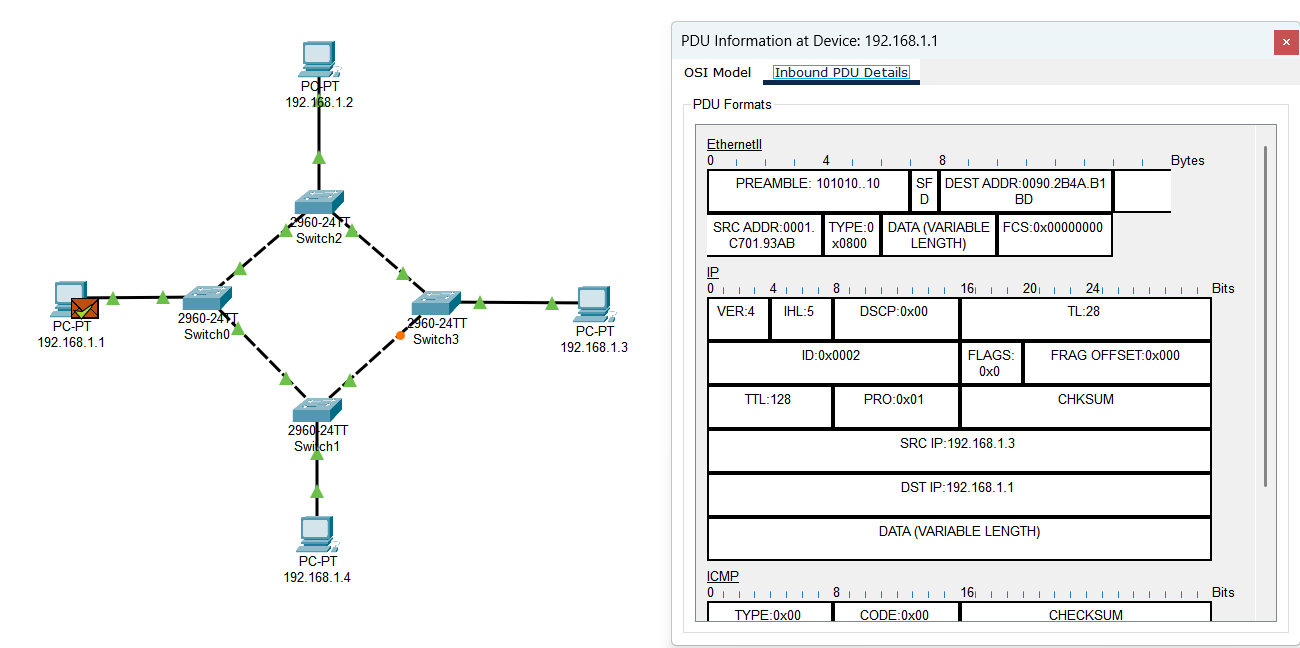 PC-PT
192.168.1.2
2960-24TT
Switch2
PC-PT
192.168.1.1
2960-24TT
Switch0
2960-24TT
Switch3
PC-PT
192.168.1.3
2960-24TT
Switch1
PC-PT
192.168.1.4
PDU Information at Device: 192.168.1.1
×
OSI Model
Inbound PDU Details
PDU Formats
EthernetII
0 4 8 Bytes
PREAMBLE: 101010..10
SF
D
DEST ADDR:0090.2B4A.B1
BD
SRC ADDR:0001.
C701.93AB
TYPE:0
x0800
DATA (VARIABLE
LENGTH)
FCS:0x00000000
IP
0 4 8 16 20 24 Bits
VER:4
IHL:5
DSCP:0x00
TL:28
ID:0x0002
FLAGS:
0x0
FRAG OFFSET:0x000
TTL:128
PRO:0x01
CHKSUM
SRC IP:192.168.1.3
DST IP:192.168.1.1
DATA (VARIABLE LENGTH)
ICMP
0 8 16 Bits
TYPE:0x00
CODE:0x00
CHECKSUM